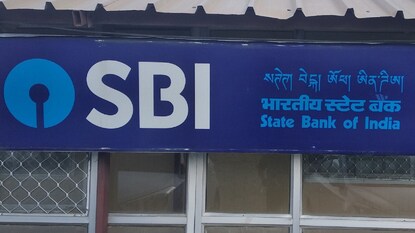 SBI
भारतीय स्टेट बैंक
State Bank of India